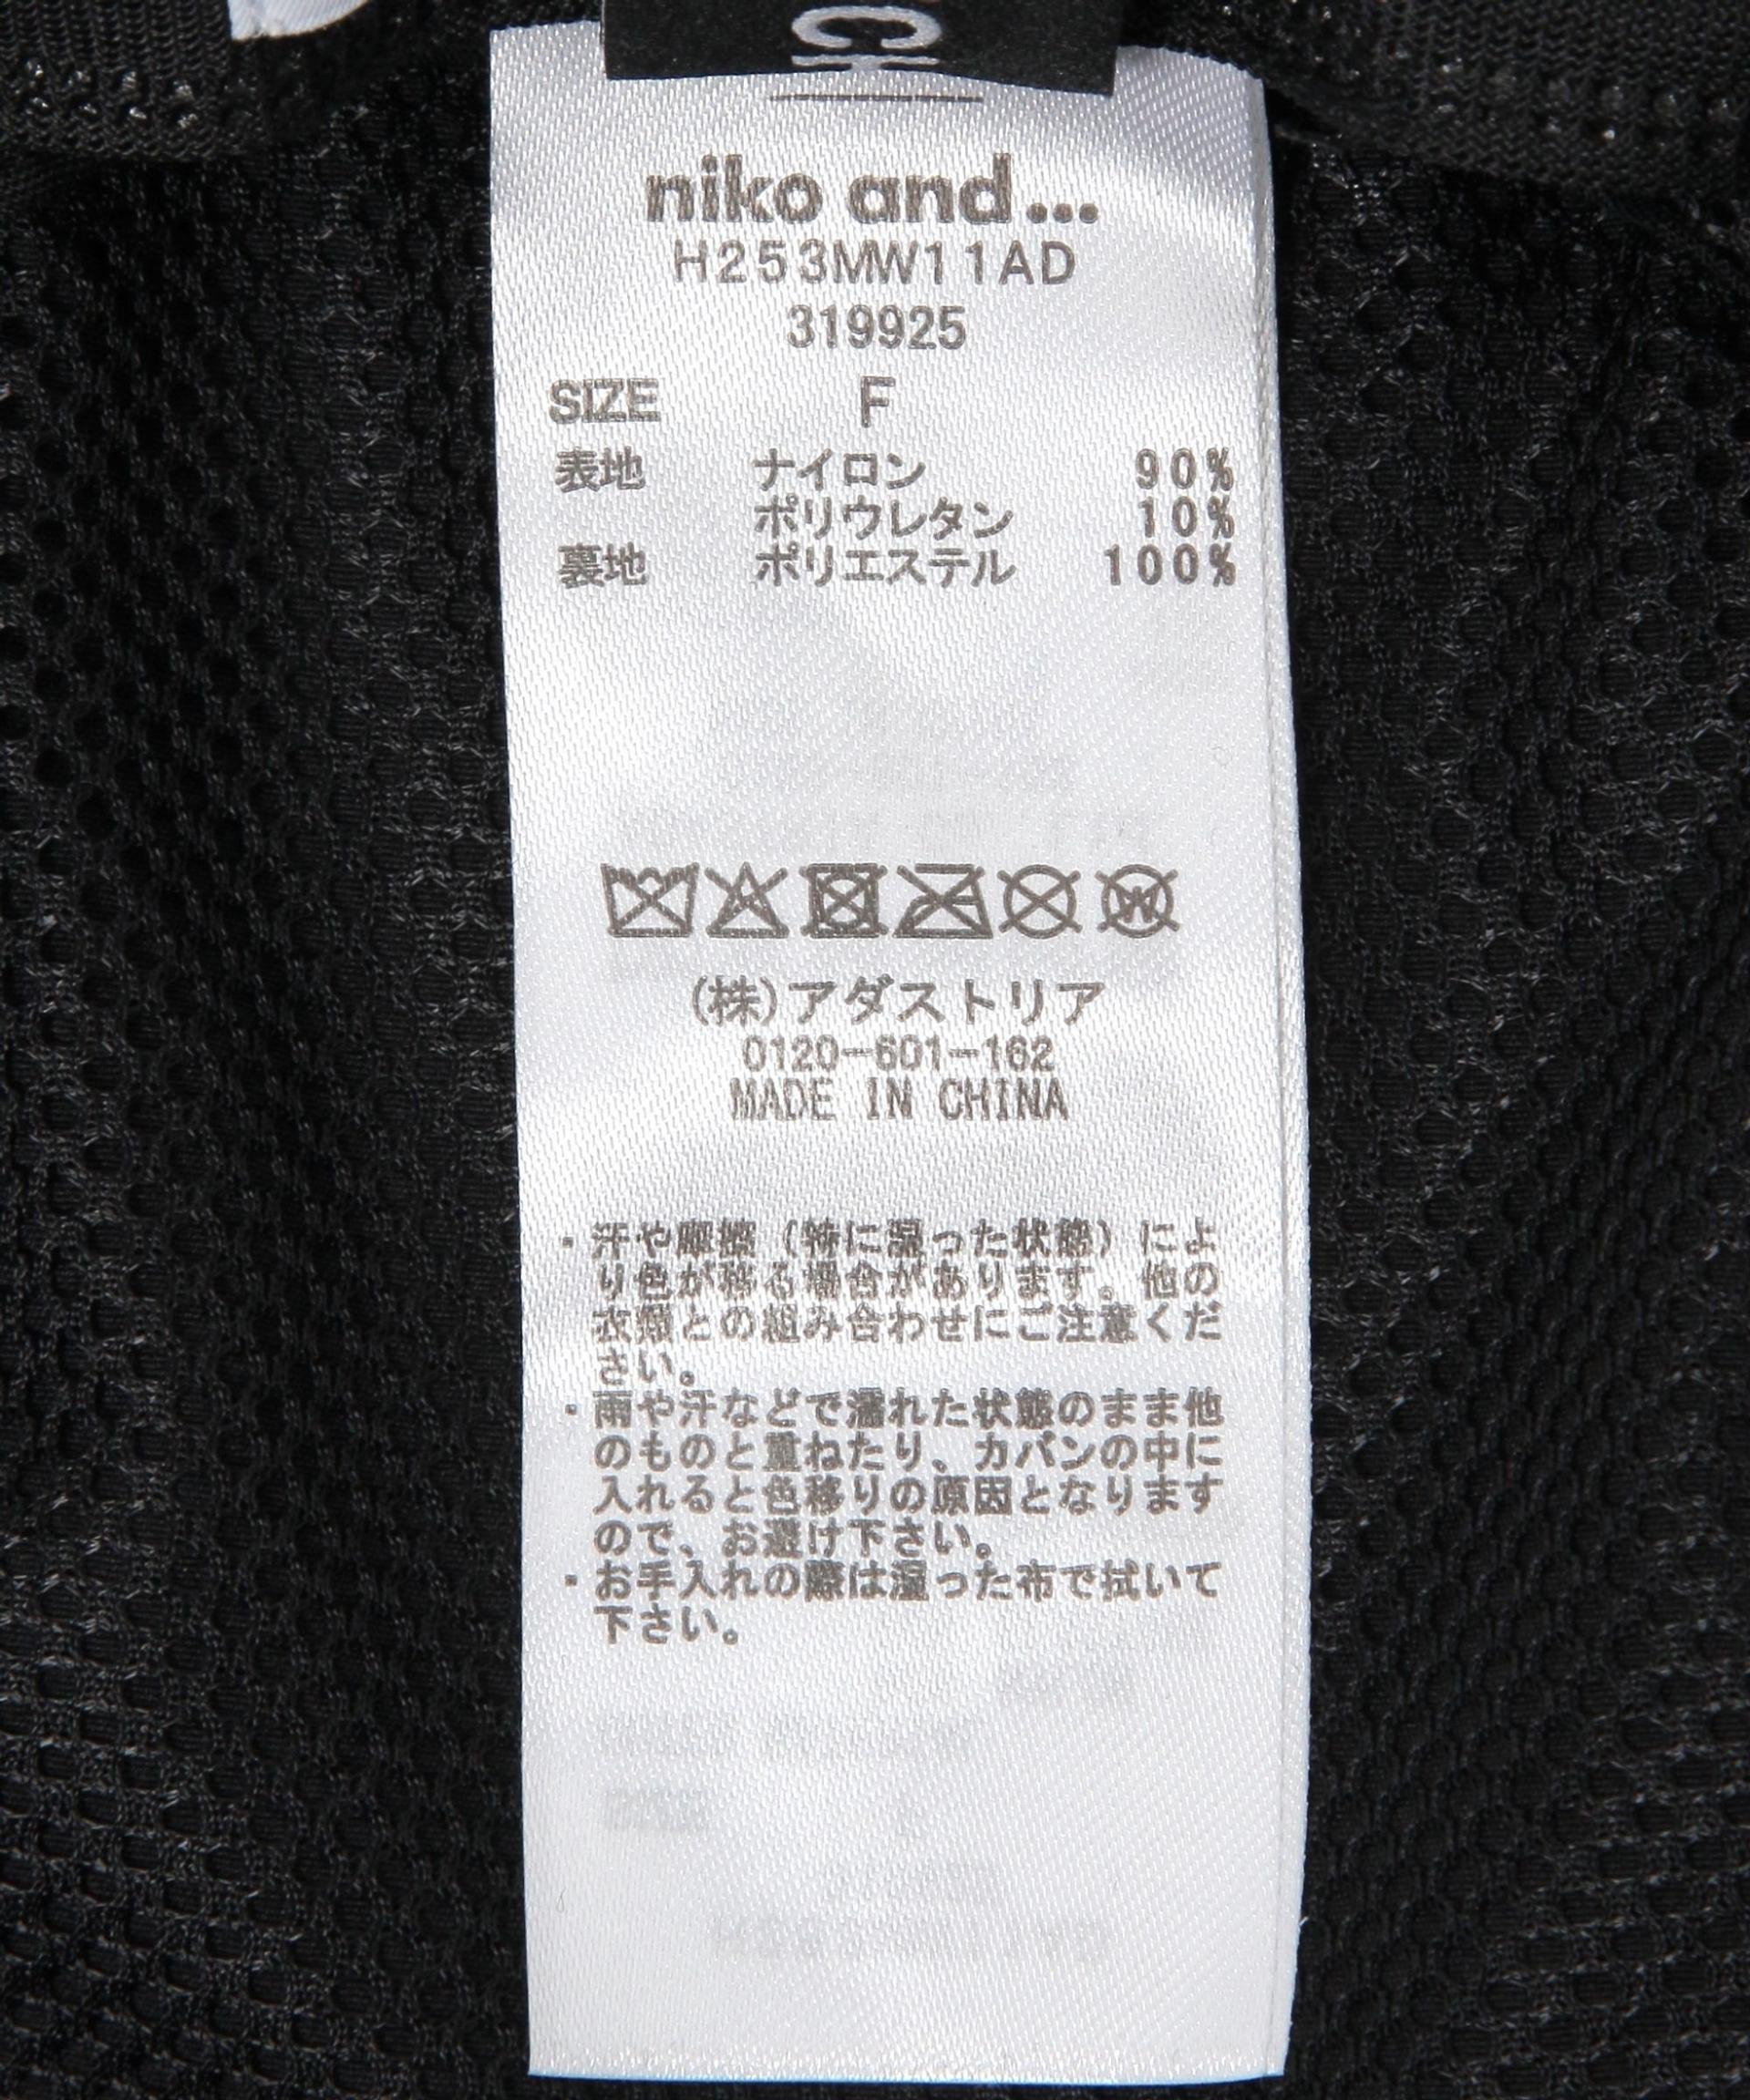 niko and...
H253MW11AD
319925
SIZE F
表地 ナイロン 90%
ポリウレタン 10%
裏地 ポリエステル 100%
(株)アダストリア
0120-601-162
MADE IN CHINA
・汗や摩擦（特に湿った状態）によ
り色が移る場合があります。他の
衣類との組み合わせにご注意くだ
さい。
・雨や汗などで濡れた状態のまま他
のものと重ねたり、カバンの中に
入れると色移りの原因となります
ので、お避け下さい。
・お手入れの際は湿った布で拭いて
下さい。